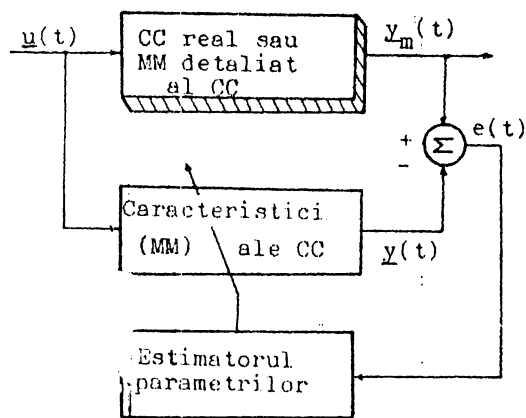 u(t)
CC real sau
MM detaliat
al CC
y_m(t)
+
-
Σ
e(t)
Caracteristici
(MM) ale CC
y(t)
Estimatorul
parametrilor